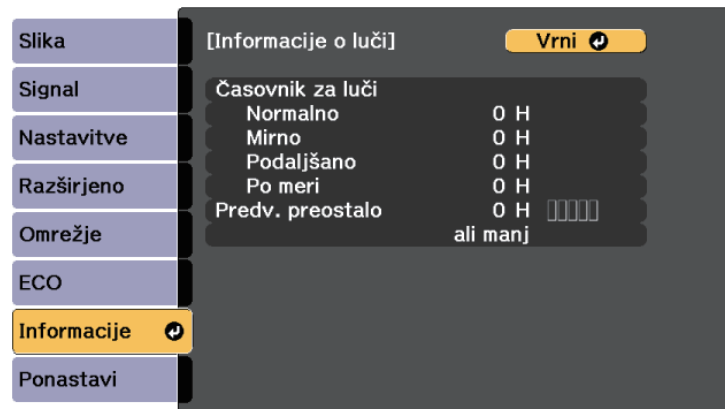 Slika
Signal
Nastavitve
Razširjeno
Omrežje
ECO
Informacije
Ponastavi
[Informacije o luči] Vrni
Časovnik za luči
Normalno 0 H
Mirno 0 H
Podaljšano 0 H
Po meri 0 H
Predv. preostalo 0 H
ali manj